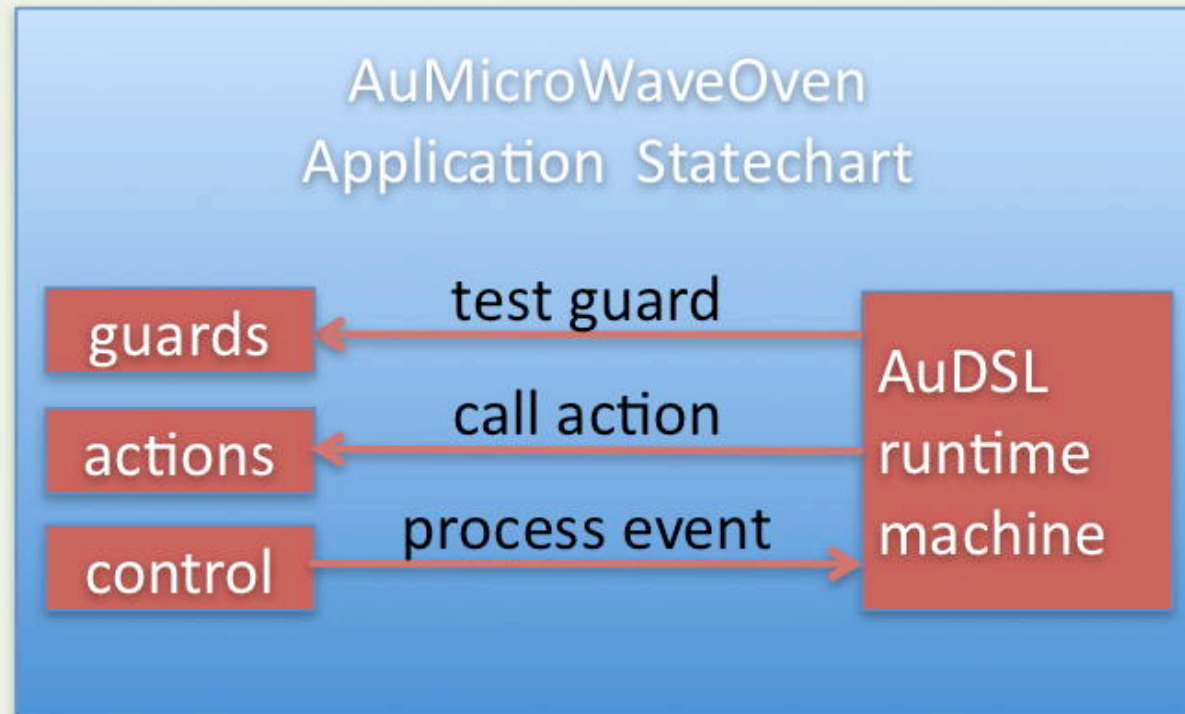 AuMicroWaveOven
Application Statechart
test guard
guards
call action
actions
process event
control
AuDSL
runtime
machine